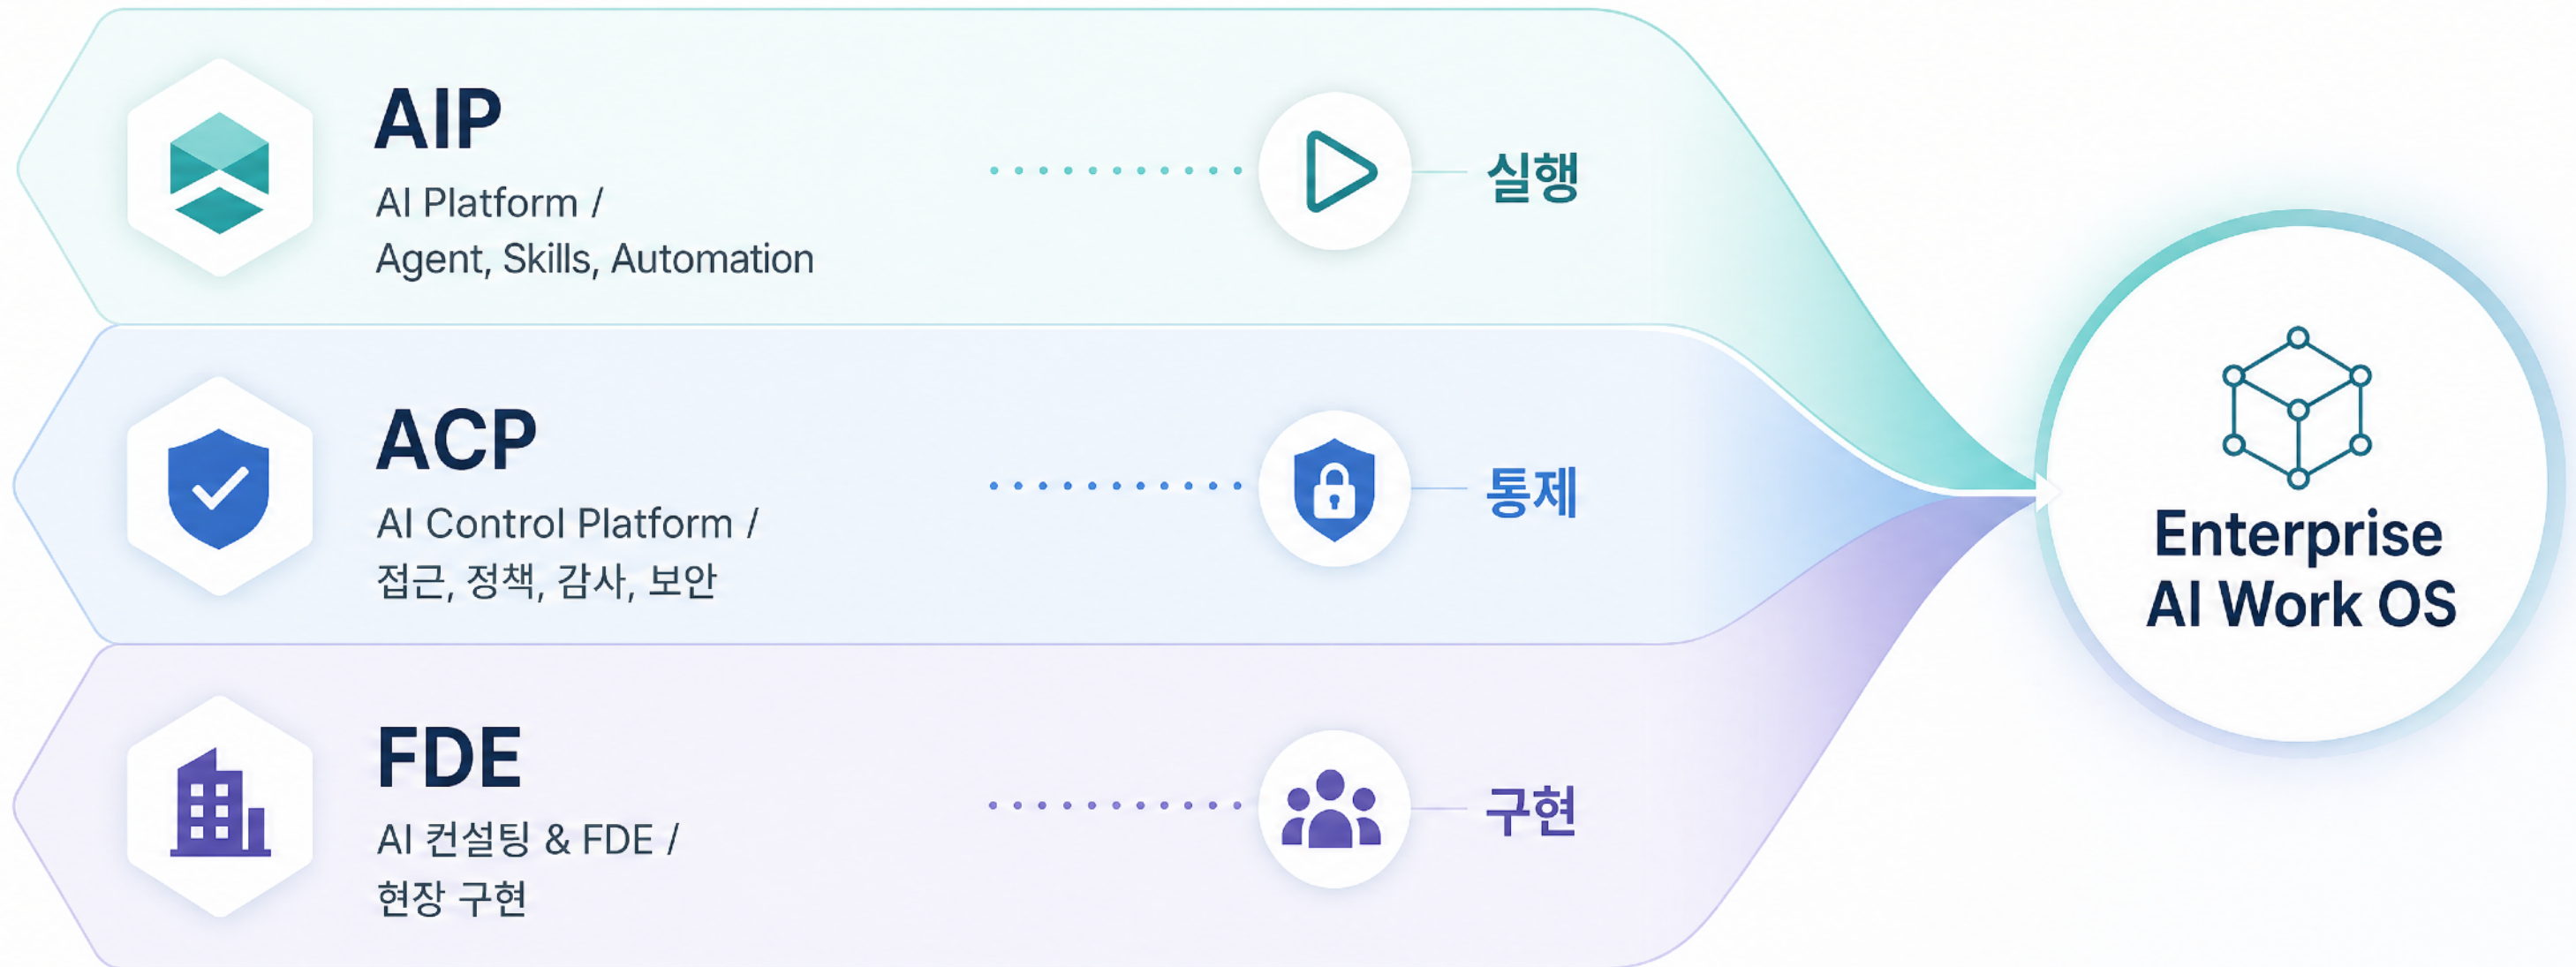 AIP
AI Platform /
Agent, Skills, Automation
실행
ACP
AI Control Platform /
접근, 정책, 감사, 보안
통제
FDE
AI 컨설팅 & FDE /
현장 구현
구현
Enterprise
AI Work OS